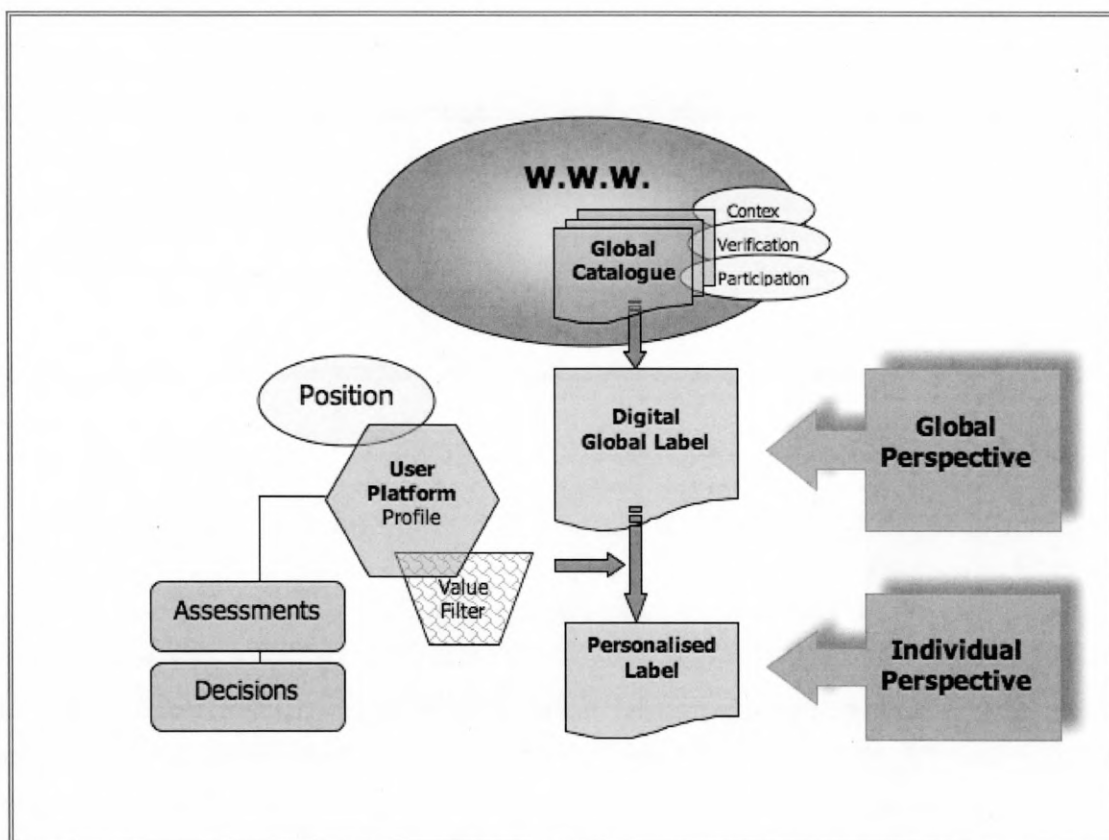 W.W.W.
Contex
Global
Catalogue
Verification
Participation
Position
Digital
Global Label
Global
Perspective
User
Platform
Profile
Value
Filter
Assessments
Decisions
Personalised
Label
Individual
Perspective